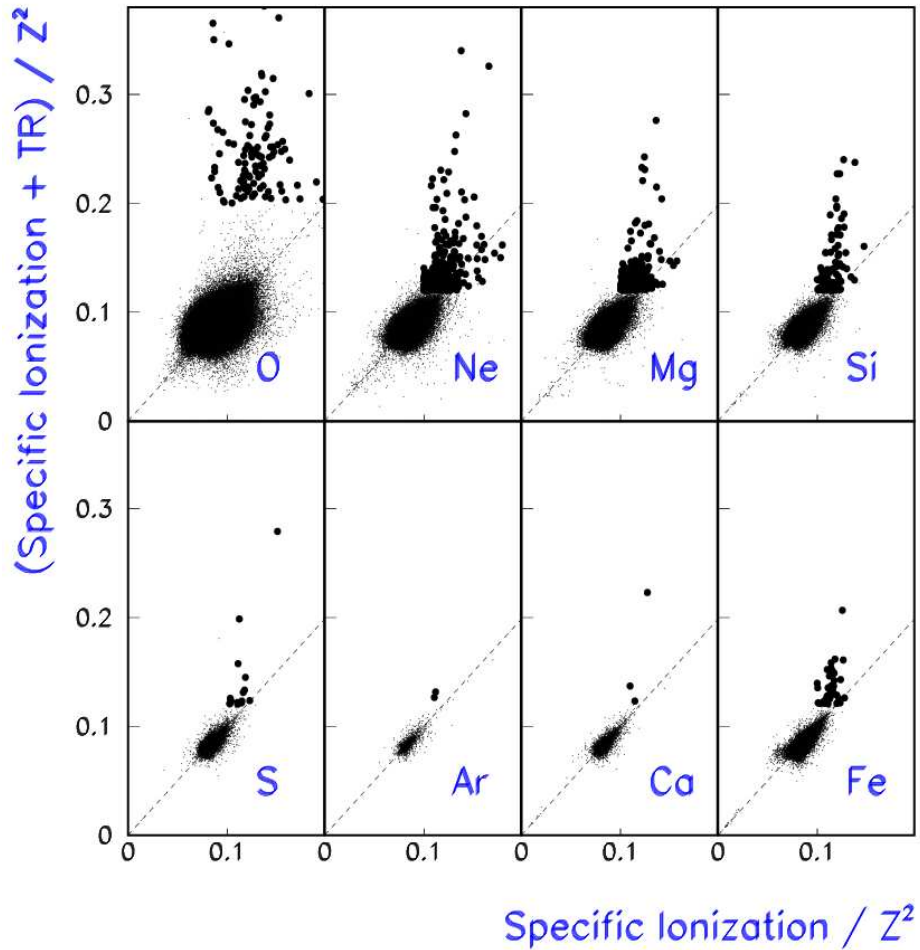 (Specific Ionization + TR) / Z²
0.3
0.2
0.1
0
O
Ne
Mg
Si
0.3
0.2
0.1
0
S
Ar
Ca
Fe
0 0.1 0 0.1 0 0.1 0 0.1
Specific Ionization / Z²